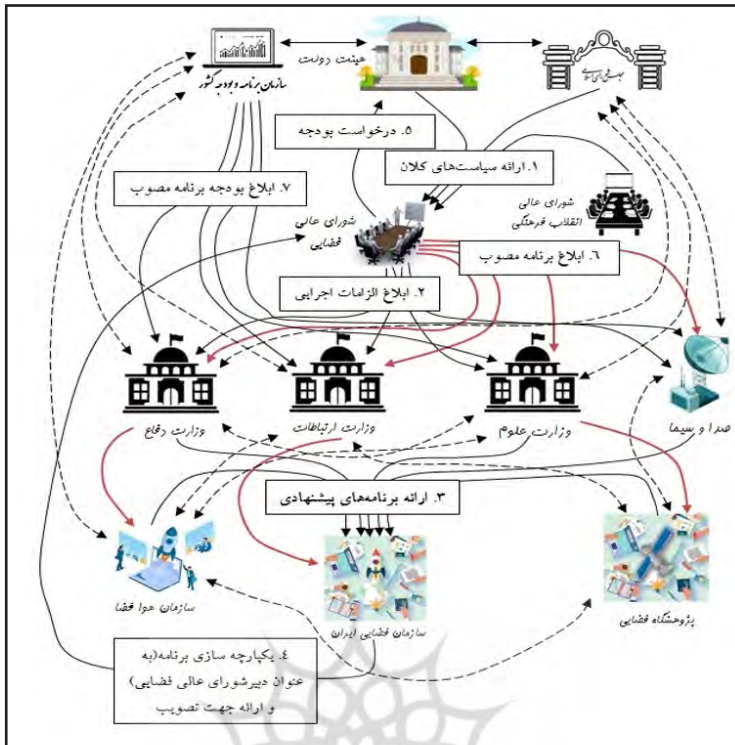 هیئت دولت
سازمان برنامه و بودجه کشور
مجلس شورای اسلامی
۵. درخواست بودجه
۱. ارائه سیاست‌های کلان
۷. ابلاغ بودجه برنامه مصوب
شورای عالی
انقلاب فرهنگی
شورای عالی
فضایی
۶. ابلاغ برنامه مصوب
۲. ابلاغ الزامات اجرایی
صدا و سیما
وزارت علوم
وزارت ارتباطات
وزارت دفاع
۳. ارائه برنامه‌های پیشنهادی
پژوهشگاه فضایی
سازمان فضایی ایران
سازمان هوا فضا
۴. یکپارچه سازی برنامه(به
عنوان دبیرشورای عالی فضایی)
و ارائه جهت تصویب